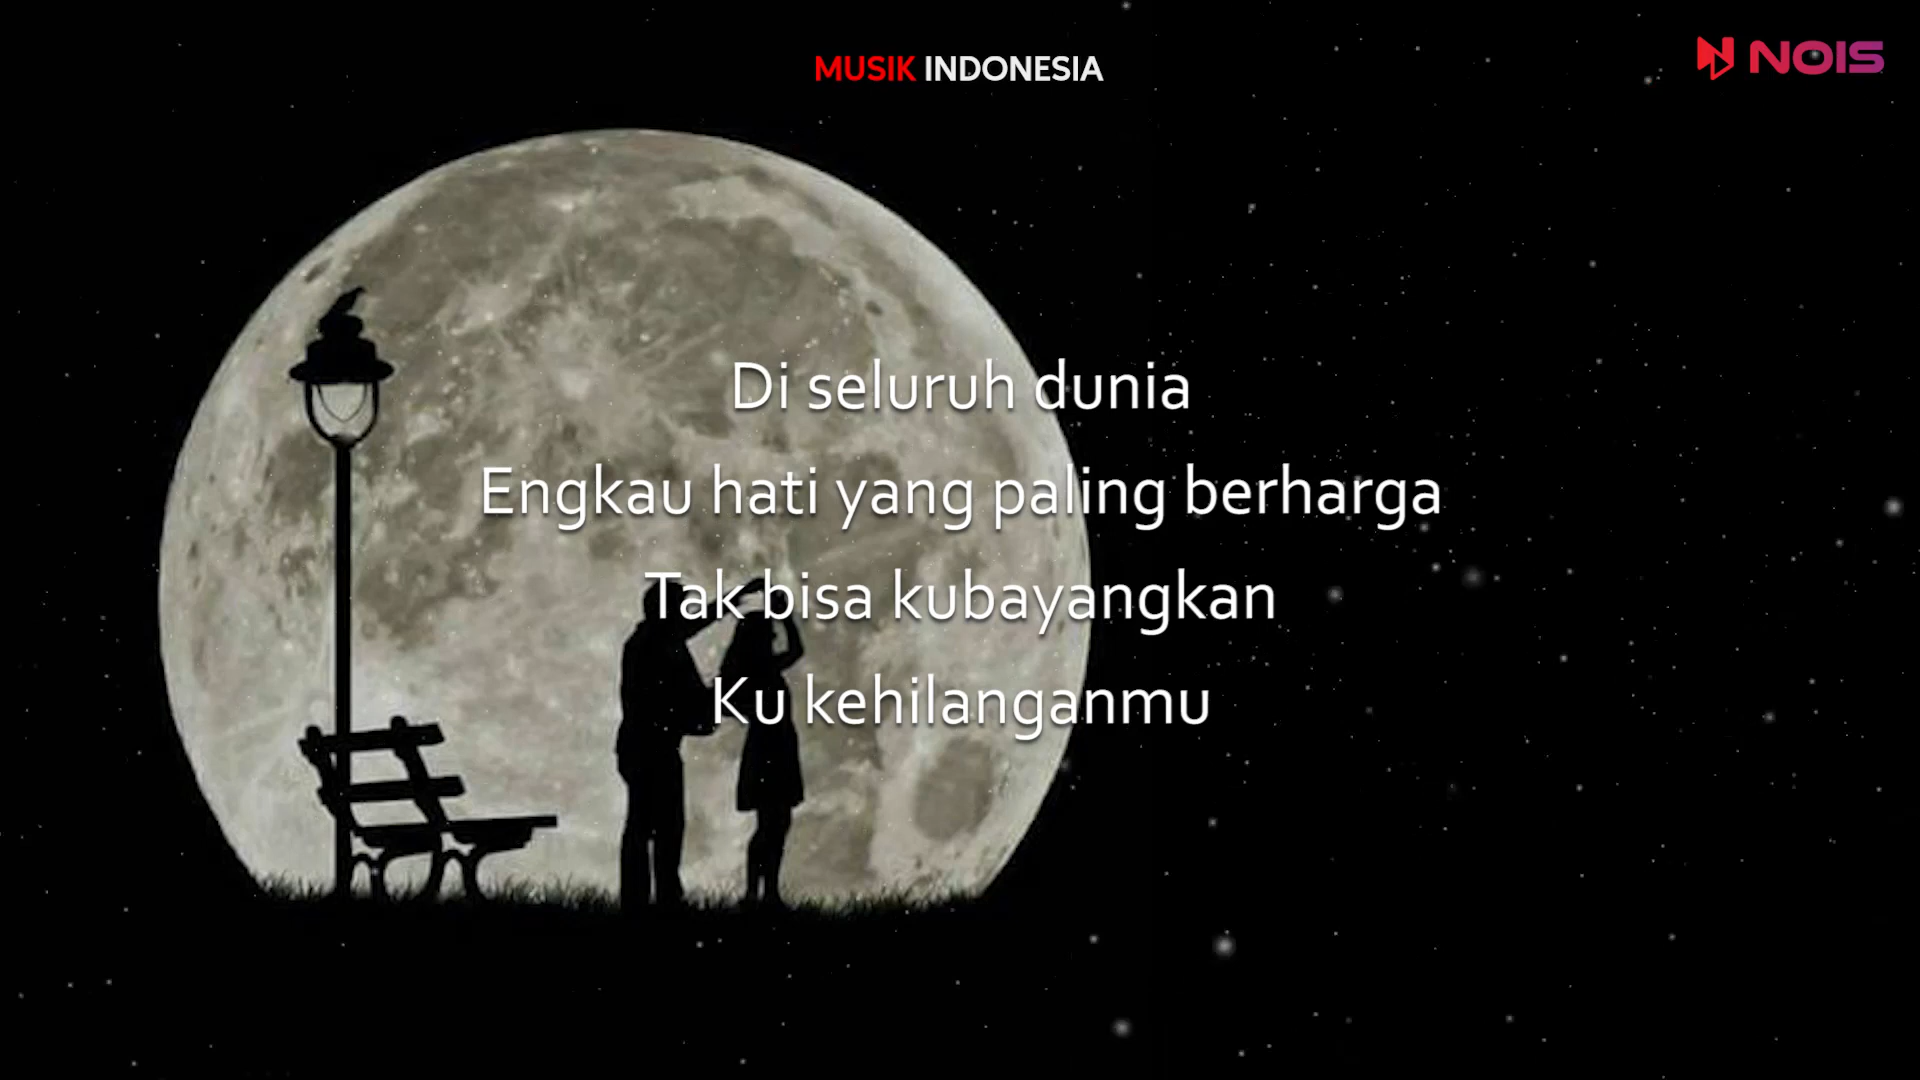 MUSIK INDONESIA
NOIS
Di seluruh dunia
Engkau hati yang paling berharga
Tak bisa kubayangkan
Ku kehilanganmu